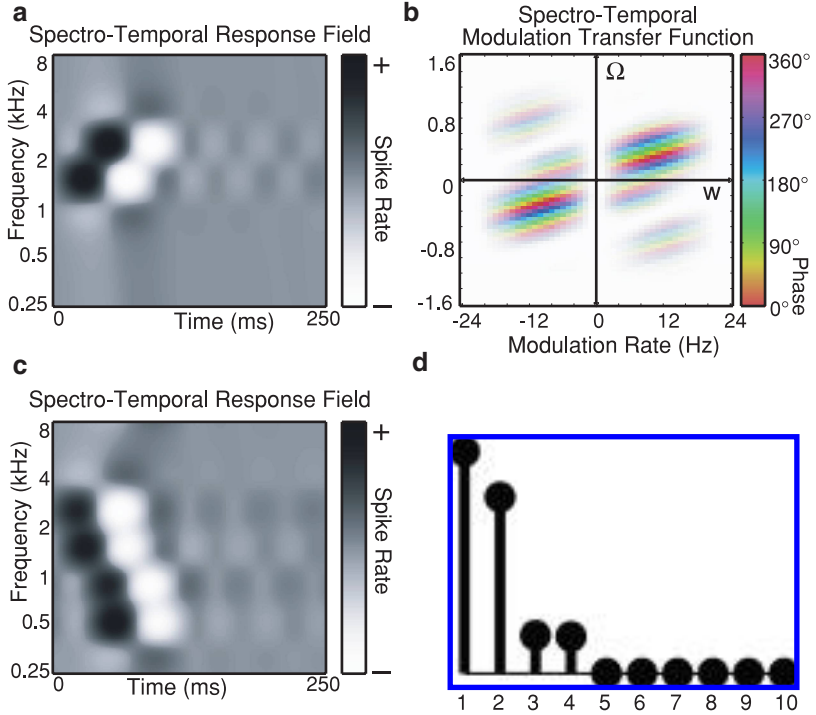 a
Spectro-Temporal Response Field
8
4
2
1
0.5
0.25
Frequency (kHz)
0
Time (ms)
250
+
Spike Rate
–
b
Spectro-Temporal
Modulation Transfer Function
1.6
0.8
0
-0.8
-1.6
Ω
w
-24
-12
0
12
24
Modulation Rate (Hz)
360°
270°
180°
90°
0°
Phase
c
Spectro-Temporal Response Field
8
4
2
1
0.5
0.25
Frequency (kHz)
0
Time (ms)
250
+
Spike Rate
–
d
1 2 3 4 5 6 7 8 9 10